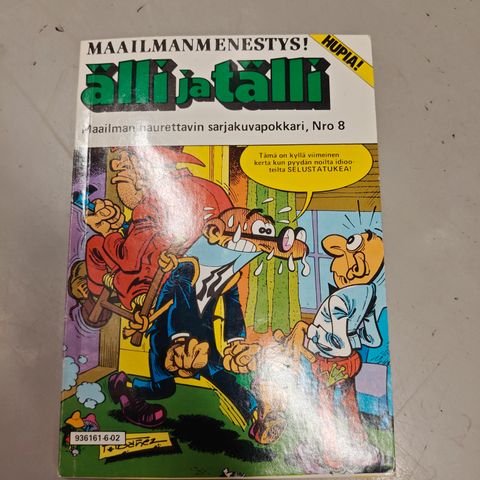 MAAILMANMENESTYS!
HUPIA!
älli ja tälli
Maailman naurettavin sarjakuvapokkari, Nro 8
Tämä on kyllä viimeinen
kerta kun pyydän noilta idioo-
teilta SELUSTATUKEA!
936161-6-02